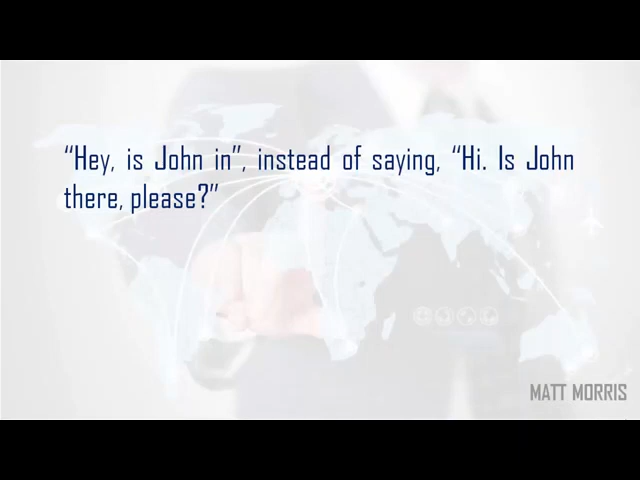 “Hey, is John in”, instead of saying, “Hi. Is John
there, please?”
MATT MORRIS